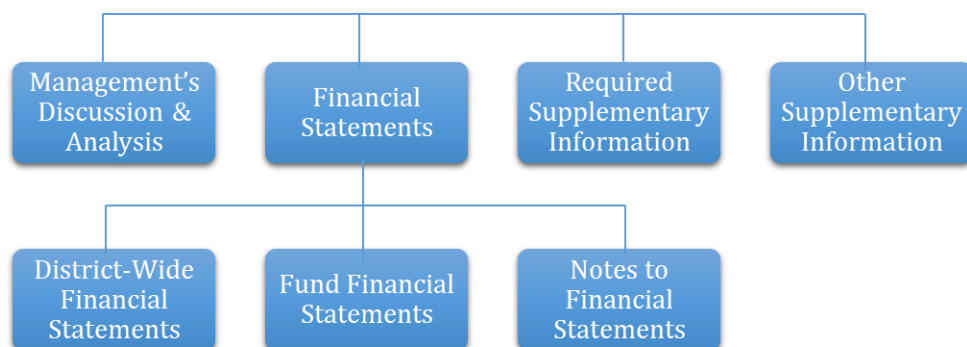 Management’s
Discussion &
Analysis
Financial
Statements
Required
Supplementary
Information
Other
Supplementary
Information
District-Wide
Financial
Statements
Fund Financial
Statements
Notes to
Financial
Statements